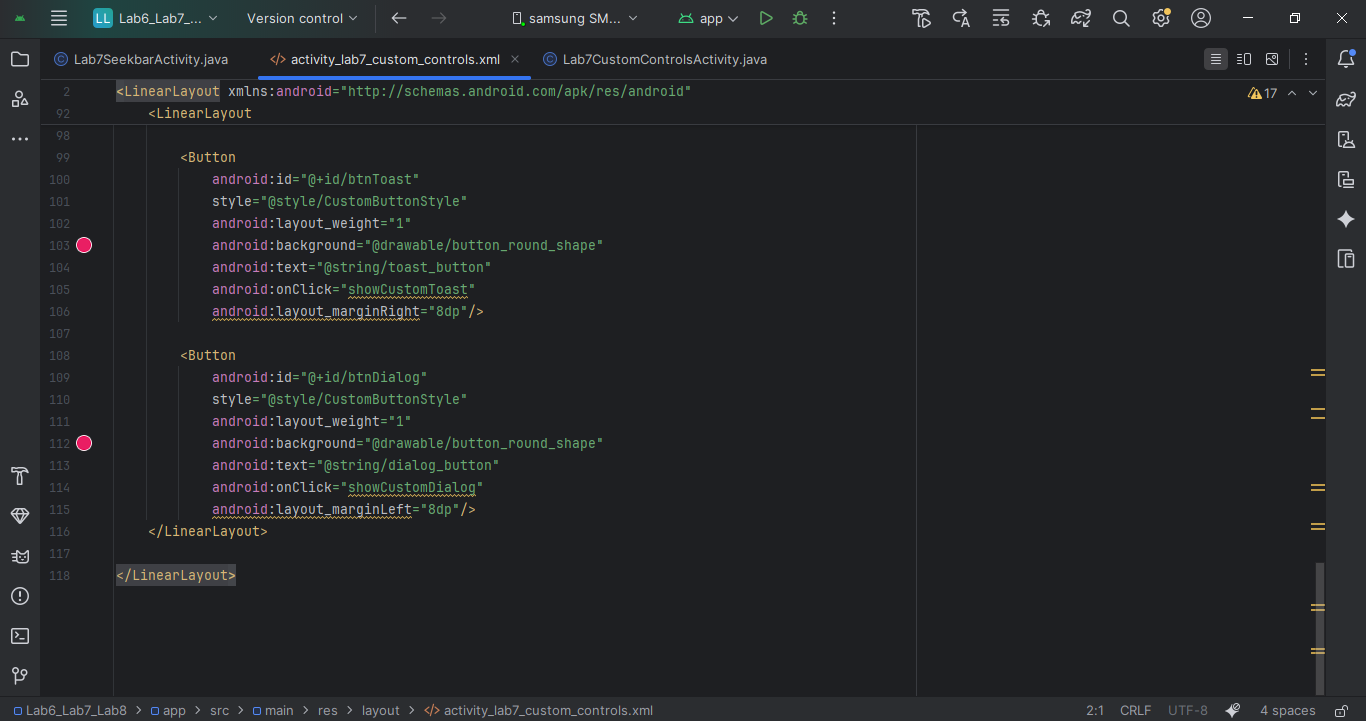 LL Lab6_Lab7_... Version control samsung SM... app
Lab7SeekbarActivity.java activity_lab7_custom_controls.xml Lab7CustomControlsActivity.java
2 <LinearLayout xmlns:android="http://schemas.android.com/apk/res/android" 17
92 <LinearLayout
98
99 <Button
100 android:id="@+id/btnToast"
101 style="@style/CustomButtonStyle"
102 android:layout_weight="1"
103 android:background="@drawable/button_round_shape"
104 android:text="@string/toast_button"
105 android:onClick="showCustomToast"
106 android:layout_marginRight="8dp"/>
107
108 <Button
109 android:id="@+id/btnDialog"
110 style="@style/CustomButtonStyle"
111 android:layout_weight="1"
112 android:background="@drawable/button_round_shape"
113 android:text="@string/dialog_button"
114 android:onClick="showCustomDialog"
115 android:layout_marginLeft="8dp"/>
116 </LinearLayout>
117
118 </LinearLayout>
Lab6_Lab7_Lab8 > app > src > main > res > layout > </> activity_lab7_custom_controls.xml 2:1 CRLF UTF-8 4 spaces